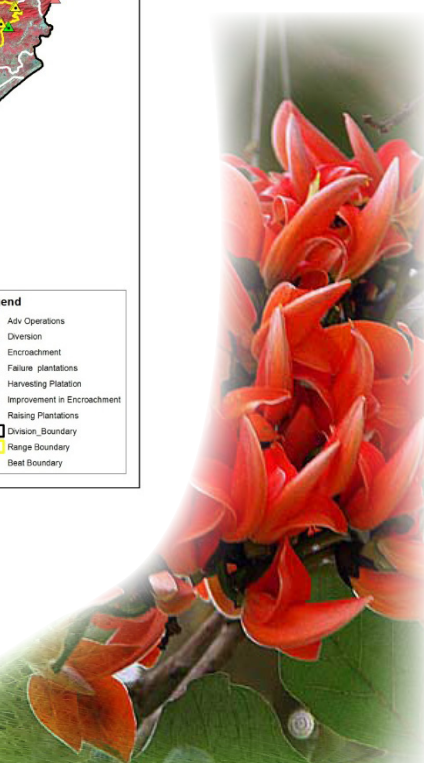 end
Adv Operations
Diversion
Encroachment
Failure plantations
Harvesting Platation
Improvement in Encroachment
Raising Plantations
Division_Boundary
Range Boundary
Beat Boundary